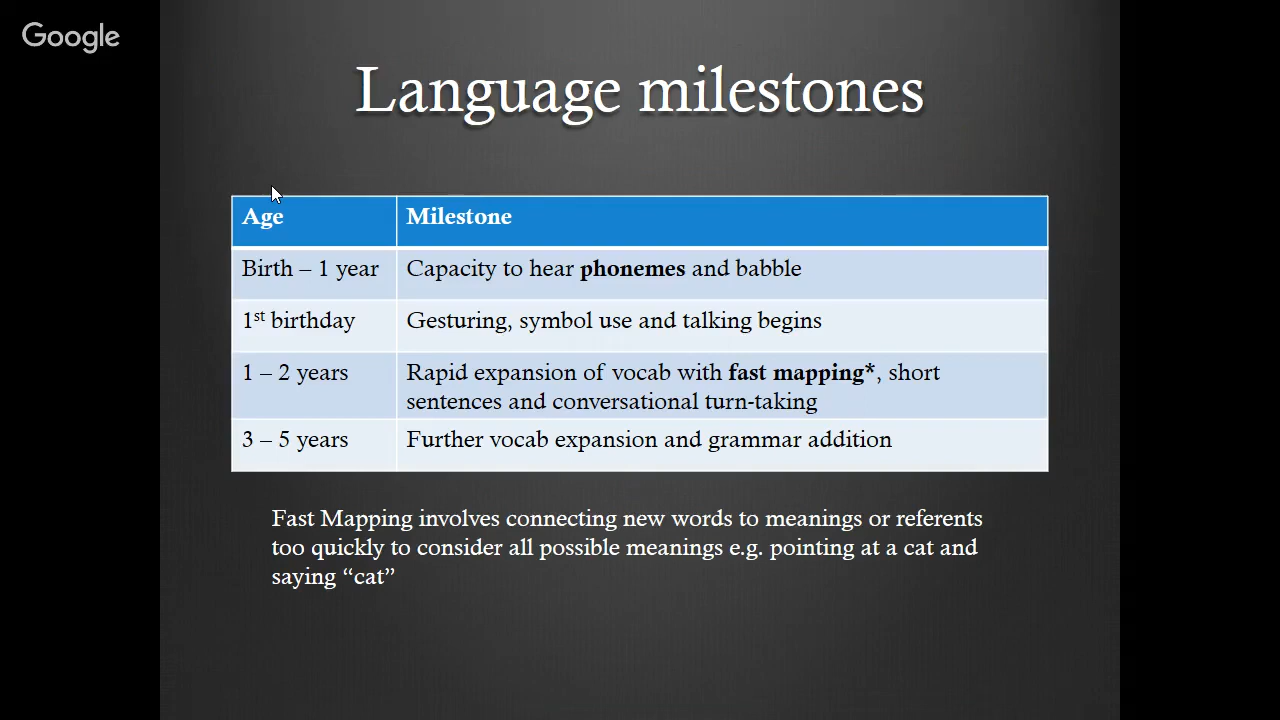 Google
Language milestones
Age Milestone
Birth – 1 year Capacity to hear phonemes and babble
1st birthday Gesturing, symbol use and talking begins
1 – 2 years Rapid expansion of vocab with fast mapping*, short
sentences and conversational turn-taking
3 – 5 years Further vocab expansion and grammar addition
Fast Mapping involves connecting new words to meanings or referents
too quickly to consider all possible meanings e.g. pointing at a cat and
saying “cat”